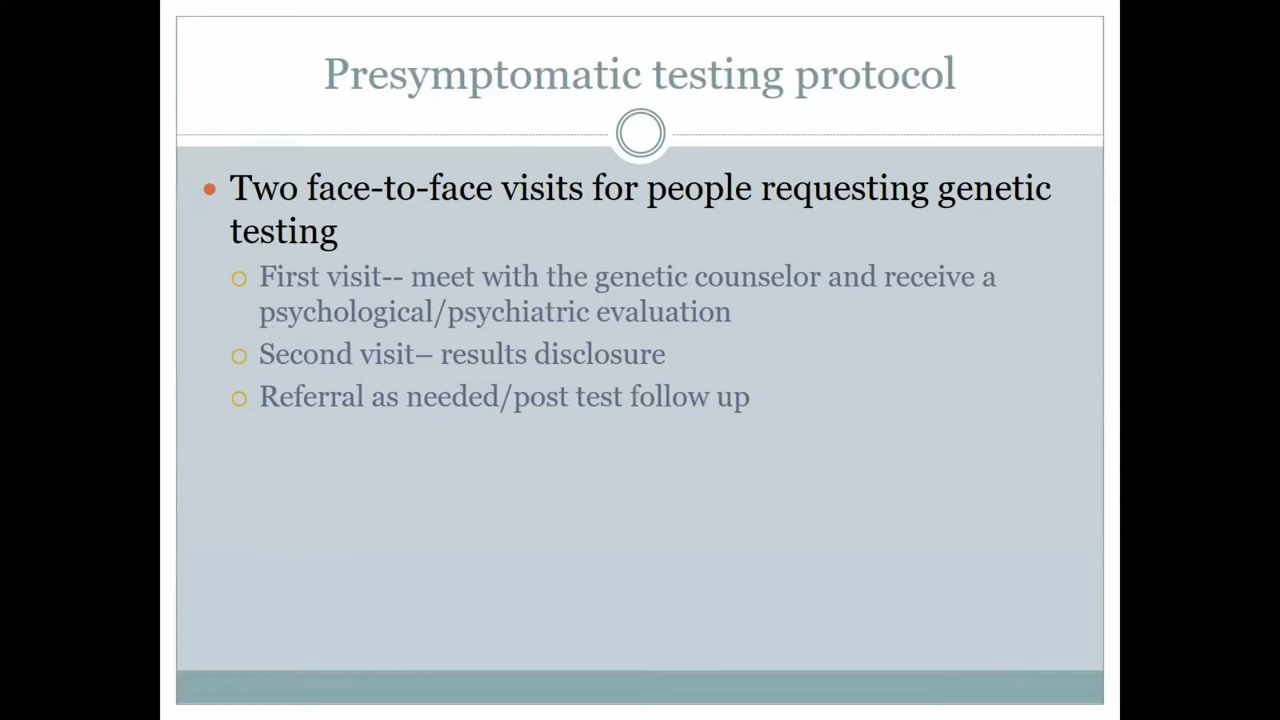 Presymptomatic testing protocol
Two face-to-face visits for people requesting genetic
testing
First visit-- meet with the genetic counselor and receive a
psychological/psychiatric evaluation
Second visit– results disclosure
Referral as needed/post test follow up